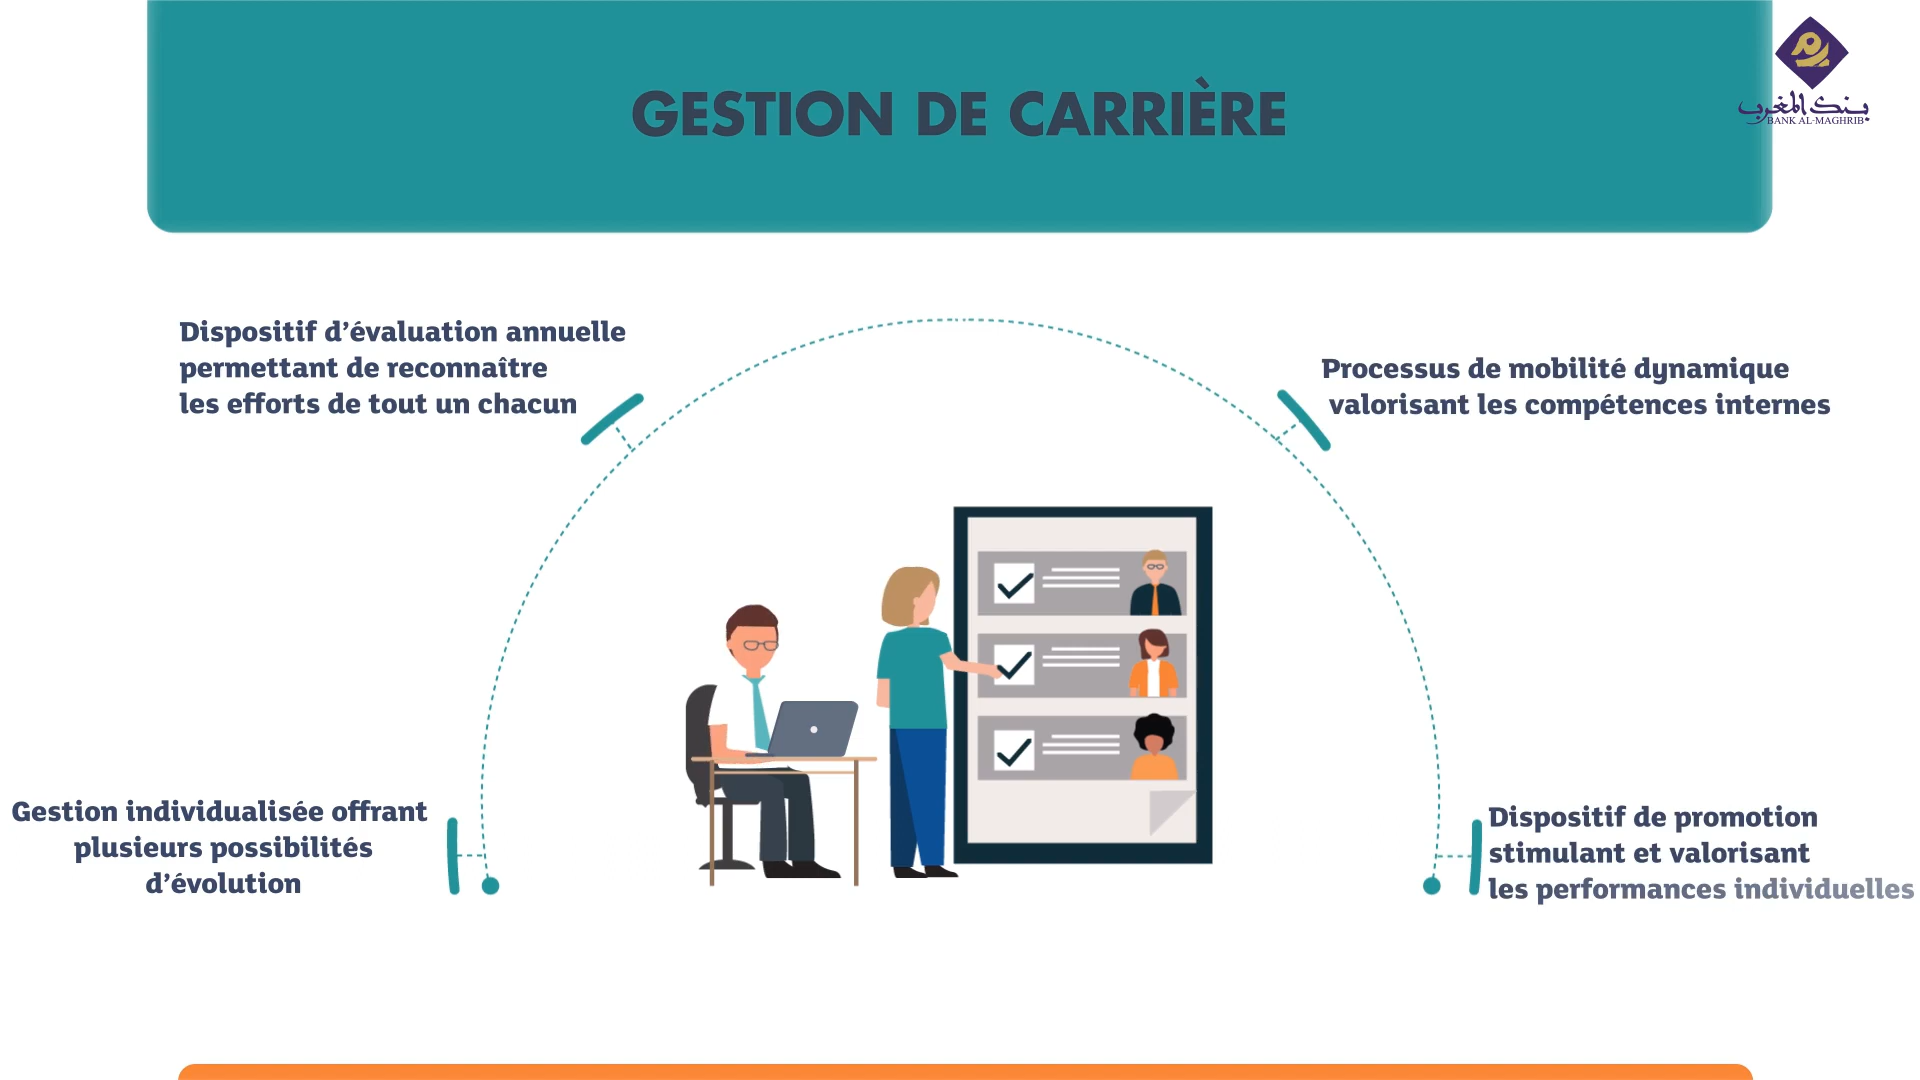 GESTION DE CARRIÈRE
بنك المغرب
BANK AL-MAGHRIB
Dispositif d’évaluation annuelle
permettant de reconnaître
les efforts de tout un chacun
Processus de mobilité dynamique
valorisant les compétences internes
Gestion individualisée offrant
plusieurs possibilités
d’évolution
Dispositif de promotion
stimulant et valorisant
les performances individuelles